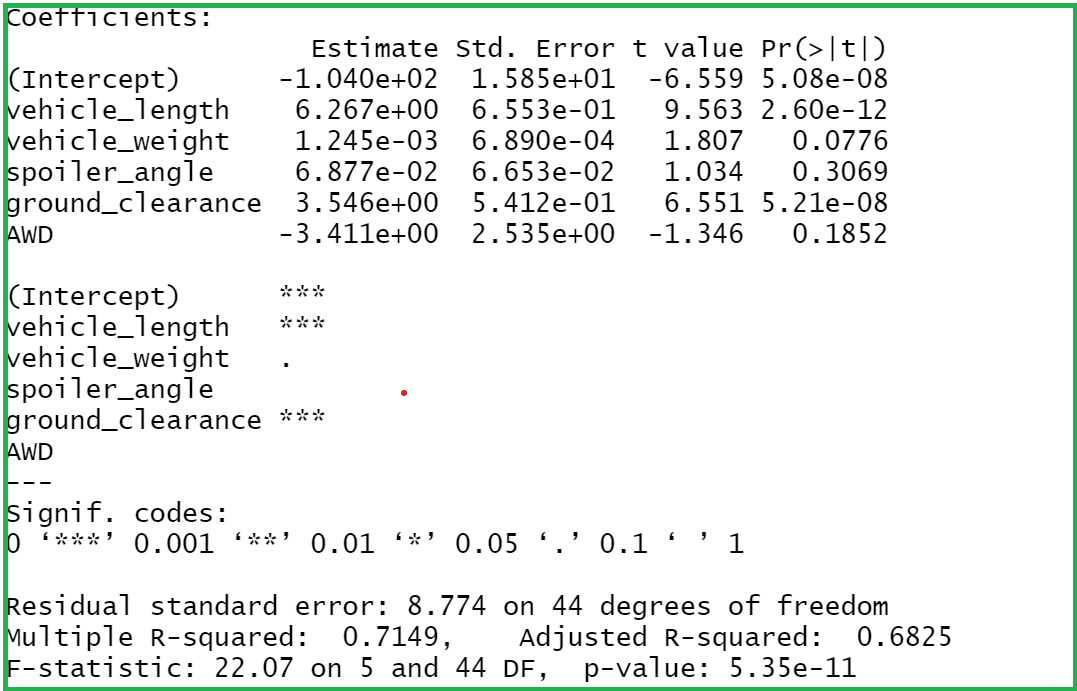 Coefficients:
Estimate Std. Error t value Pr(>|t|)
(Intercept) -1.040e+02 1.585e+01 -6.559 5.08e-08
vehicle_length 6.267e+00 6.553e-01 9.563 2.60e-12
vehicle_weight 1.245e-03 6.890e-04 1.807 0.0776
spoiler_angle 6.877e-02 6.653e-02 1.034 0.3069
ground_clearance 3.546e+00 5.412e-01 6.551 5.21e-08
AWD -3.411e+00 2.535e+00 -1.346 0.1852
(Intercept) ***
vehicle_length ***
vehicle_weight .
spoiler_angle
ground_clearance ***
AWD
---
Signif. codes:
0 ‘***’ 0.001 ‘**’ 0.01 ‘*’ 0.05 ‘.’ 0.1 ‘ ’ 1
Residual standard error: 8.774 on 44 degrees of freedom
Multiple R-squared: 0.7149, Adjusted R-squared: 0.6825
F-statistic: 22.07 on 5 and 44 DF, p-value: 5.35e-11